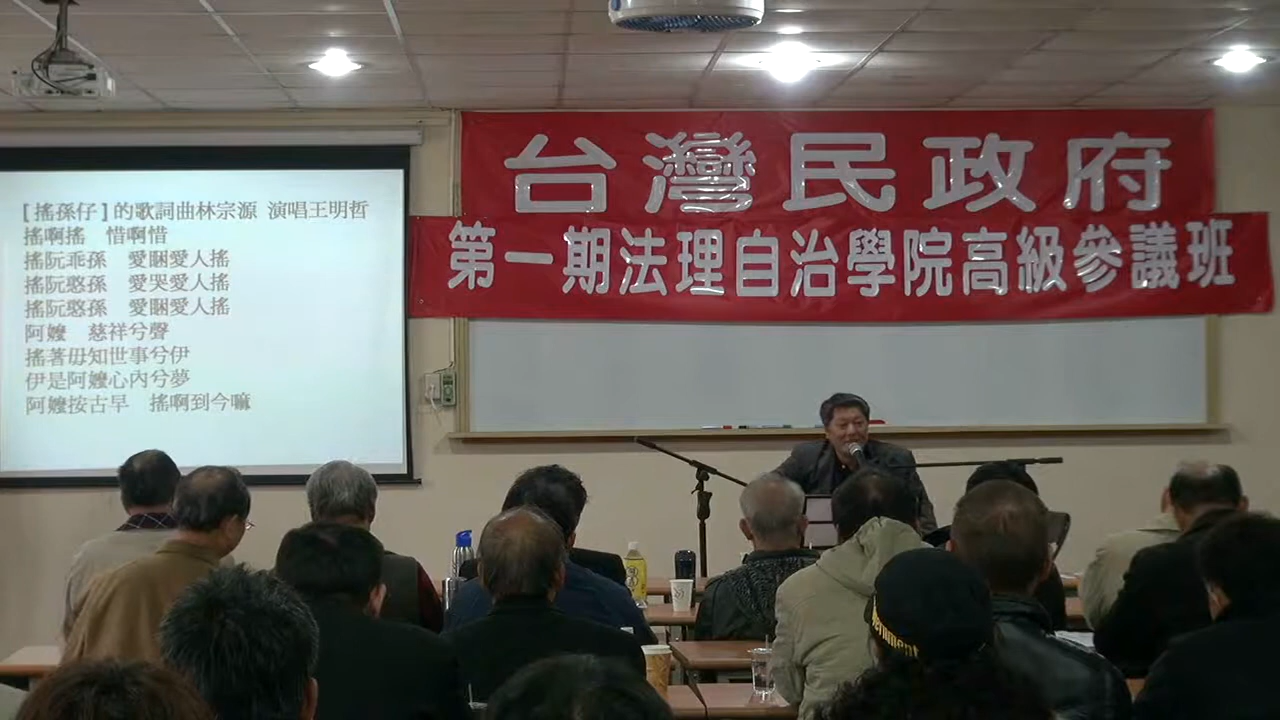 台灣民政府
第一期法理自治學院高級參議班
[搖孫仔]的歌詞曲林宗源 演唱王明哲
搖啊搖 惜啊惜
搖阮乖孫 愛睏愛人搖
搖阮憨孫 愛哭愛人搖
搖阮憨孫 愛睏愛人搖
阿嬤 慈祥兮聲
搖著毋知世事兮伊
伊是阿嬤心內兮夢
阿嬤按古早 搖啊到今嘛